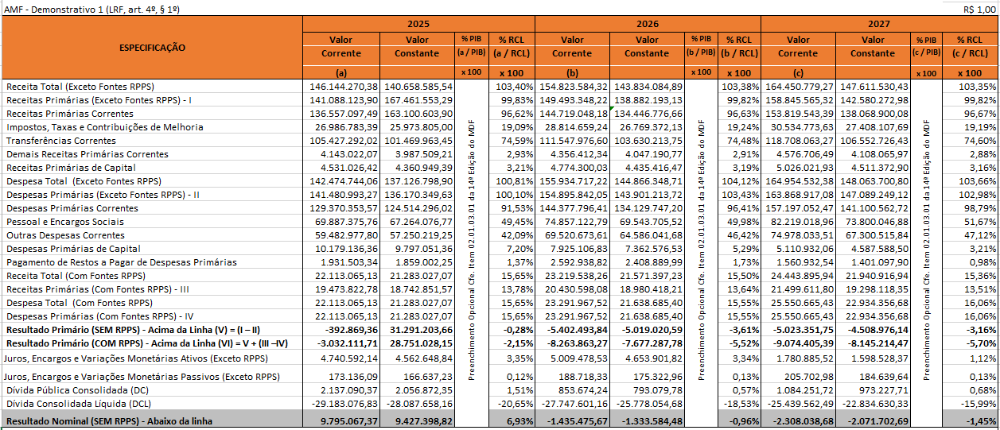 AMF - Demonstrativo 1 (LRF, art. 4º, § 1º) R$ 1,00
ESPECIFICAÇÃO 2025 2026 2027
Valor Valor % PIB % RCL Valor Valor % PIB % RCL Valor Valor % PIB % RCL
Corrente Constante (a / PIB) (a / RCL) Corrente Constante (b / PIB) (b / RCL) Corrente Constante (c / PIB) (c / RCL)
(a) x 100 x 100 (b) x 100 x 100 (c) x 100 x 100
Receita Total (Exceto Fontes RPPS) 146.144.270,38 140.658.585,54 103,40% 154.823.584,32 143.834.084,89 103,38% 164.450.779,27 147.611.530,43 103,35%
Receitas Primárias (Exceto Fontes RPPS) - I 141.088.123,90 167.461.553,29 99,83% 149.493.348,22 138.882.193,13 99,82% 158.845.565,32 142.580.272,98 99,82%
Receitas Primárias Correntes 136.557.097,49 163.100.603,90 96,62% 144.719.048,18 134.446.776,66 96,63% 153.819.543,39 138.068.900,08 96,67%
Impostos, Taxas e Contribuições de Melhoria 26.986.783,39 25.973.805,00 19,09% 28.814.659,24 26.769.372,13 19,24% 30.534.773,63 27.408.107,69 19,19%
Transferências Correntes 105.427.292,02 101.469.963,45 74,59% 111.547.976,60 103.630.213,75 74,48% 118.708.063,27 106.552.726,43 74,60%
Demais Receitas Primárias Correntes 4.143.022,07 3.987.509,21 2,93% 4.356.412,34 4.047.190,77 2,91% 4.576.706,49 4.108.065,97 2,88%
Receitas Primárias de Capital 4.531.026,42 4.360.949,39 3,21% 4.774.300,03 4.435.416,47 3,19% 5.026.021,93 4.511.372,90 3,16%
Despesa Total (Exceto Fontes RPPS) 142.474.744,06 137.126.798,90 100,81% 155.934.717,22 144.866.348,71 104,12% 164.954.532,38 148.063.700,80 103,66%
Despesas Primárias (Exceto Fontes RPPS) - II 141.480.993,27 136.170.349,63 100,10% 154.895.842,05 143.901.213,72 103,43% 163.868.917,08 147.089.249,12 102,98%
Despesas Primárias Correntes 129.370.353,57 124.514.296,02 91,53% 144.377.796,41 134.129.747,20 96,41% 157.197.052,47 141.100.562,72 98,79%
Pessoal e Encargos Sociais 69.887.375,76 67.264.076,77 49,45% 74.857.122,79 69.543.705,52 49,98% 82.219.018,96 73.800.046,88 51,67%
Outras Despesas Correntes 59.482.977,80 57.250.219,25 42,09% 69.520.673,61 64.586.041,68 46,42% 74.978.033,51 67.300.515,84 47,12%
Despesas Primárias de Capital 10.179.136,36 9.797.051,36 7,20% 7.925.106,83 7.362.576,53 5,29% 5.110.932,06 4.587.588,50 3,21%
Pagamento de Restos a Pagar de Despesas Primárias 1.931.503,34 1.859.002,25 1,37% 2.592.938,82 2.408.889,99 1,73% 1.560.932,54 1.401.097,90 0,98%
Receita Total (Com Fontes RPPS) 22.113.065,13 21.283.027,07 15,65% 23.219.538,26 21.571.397,23 15,50% 24.443.895,94 21.940.916,94 15,36%
Receitas Primárias (Com Fontes RPPS) - III 19.473.822,78 18.742.851,57 13,78% 20.430.598,08 18.980.418,21 13,64% 21.499.611,80 19.298.118,35 13,51%
Despesa Total (Com Fontes RPPS) 22.113.065,13 21.283.027,07 15,65% 23.291.967,52 21.638.685,40 15,55% 25.550.665,43 22.934.356,68 16,06%
Despesas Primárias (Com Fontes RPPS) - IV 22.113.065,13 21.283.027,07 15,65% 23.291.967,52 21.638.685,40 15,55% 25.550.665,43 22.934.356,68 16,06%
Resultado Primário (SEM RPPS) - Acima da Linha (V) = (I – II) -392.869,36 31.291.203,66 -0,28% -5.402.493,84 -5.019.020,59 -3,61% -5.023.351,75 -4.508.976,14 -3,16%
Resultado Primário (COM RPPS) - Acima da Linha (VI) = V + (III –IV) -3.032.111,71 28.751.028,15 -2,15% -8.263.863,27 -7.677.287,78 -5,52% -9.074.405,39 -8.145.214,47 -5,70%
Juros, Encargos e Variações Monetárias Ativos (Exceto RPPS) 4.740.592,14 4.562.648,84 3,35% 5.009.478,53 4.653.901,82 3,34% 1.780.885,52 1.598.528,37 1,12%
Juros, Encargos e Variações Monetárias Passivos (Exceto RPPS) 173.136,09 166.637,23 0,12% 188.718,33 175.322,96 0,13% 205.702,98 184.639,64 0,13%
Dívida Pública Consolidada (DC) 2.137.090,37 2.056.872,35 1,51% 853.674,24 793.079,78 0,57% 1.084.251,72 973.227,71 0,68%
Dívida Consolidada Líquida (DCL) -29.183.076,83 -28.087.658,16 -20,65% -27.747.601,16 -25.778.054,68 -18,53% -25.439.562,49 -22.834.630,33 -15,99%
Resultado Nominal (SEM RPPS) - Abaixo da linha 9.795.067,37 9.427.398,82 6,93% -1.435.475,67 -1.333.584,48 -0,96% -2.308.038,68 -2.071.702,69 -1,45%
Preenchimento Opcional Cfe. Item 02.01.03.01 da 14ª Edição do MDF
Preenchimento Opcional Cfe. Item 02.01.03.01 da 14ª Edição do MDF
Preenchimento Opcional Cfe. Item 02.01.03.01 da 14ª Edição do MDF